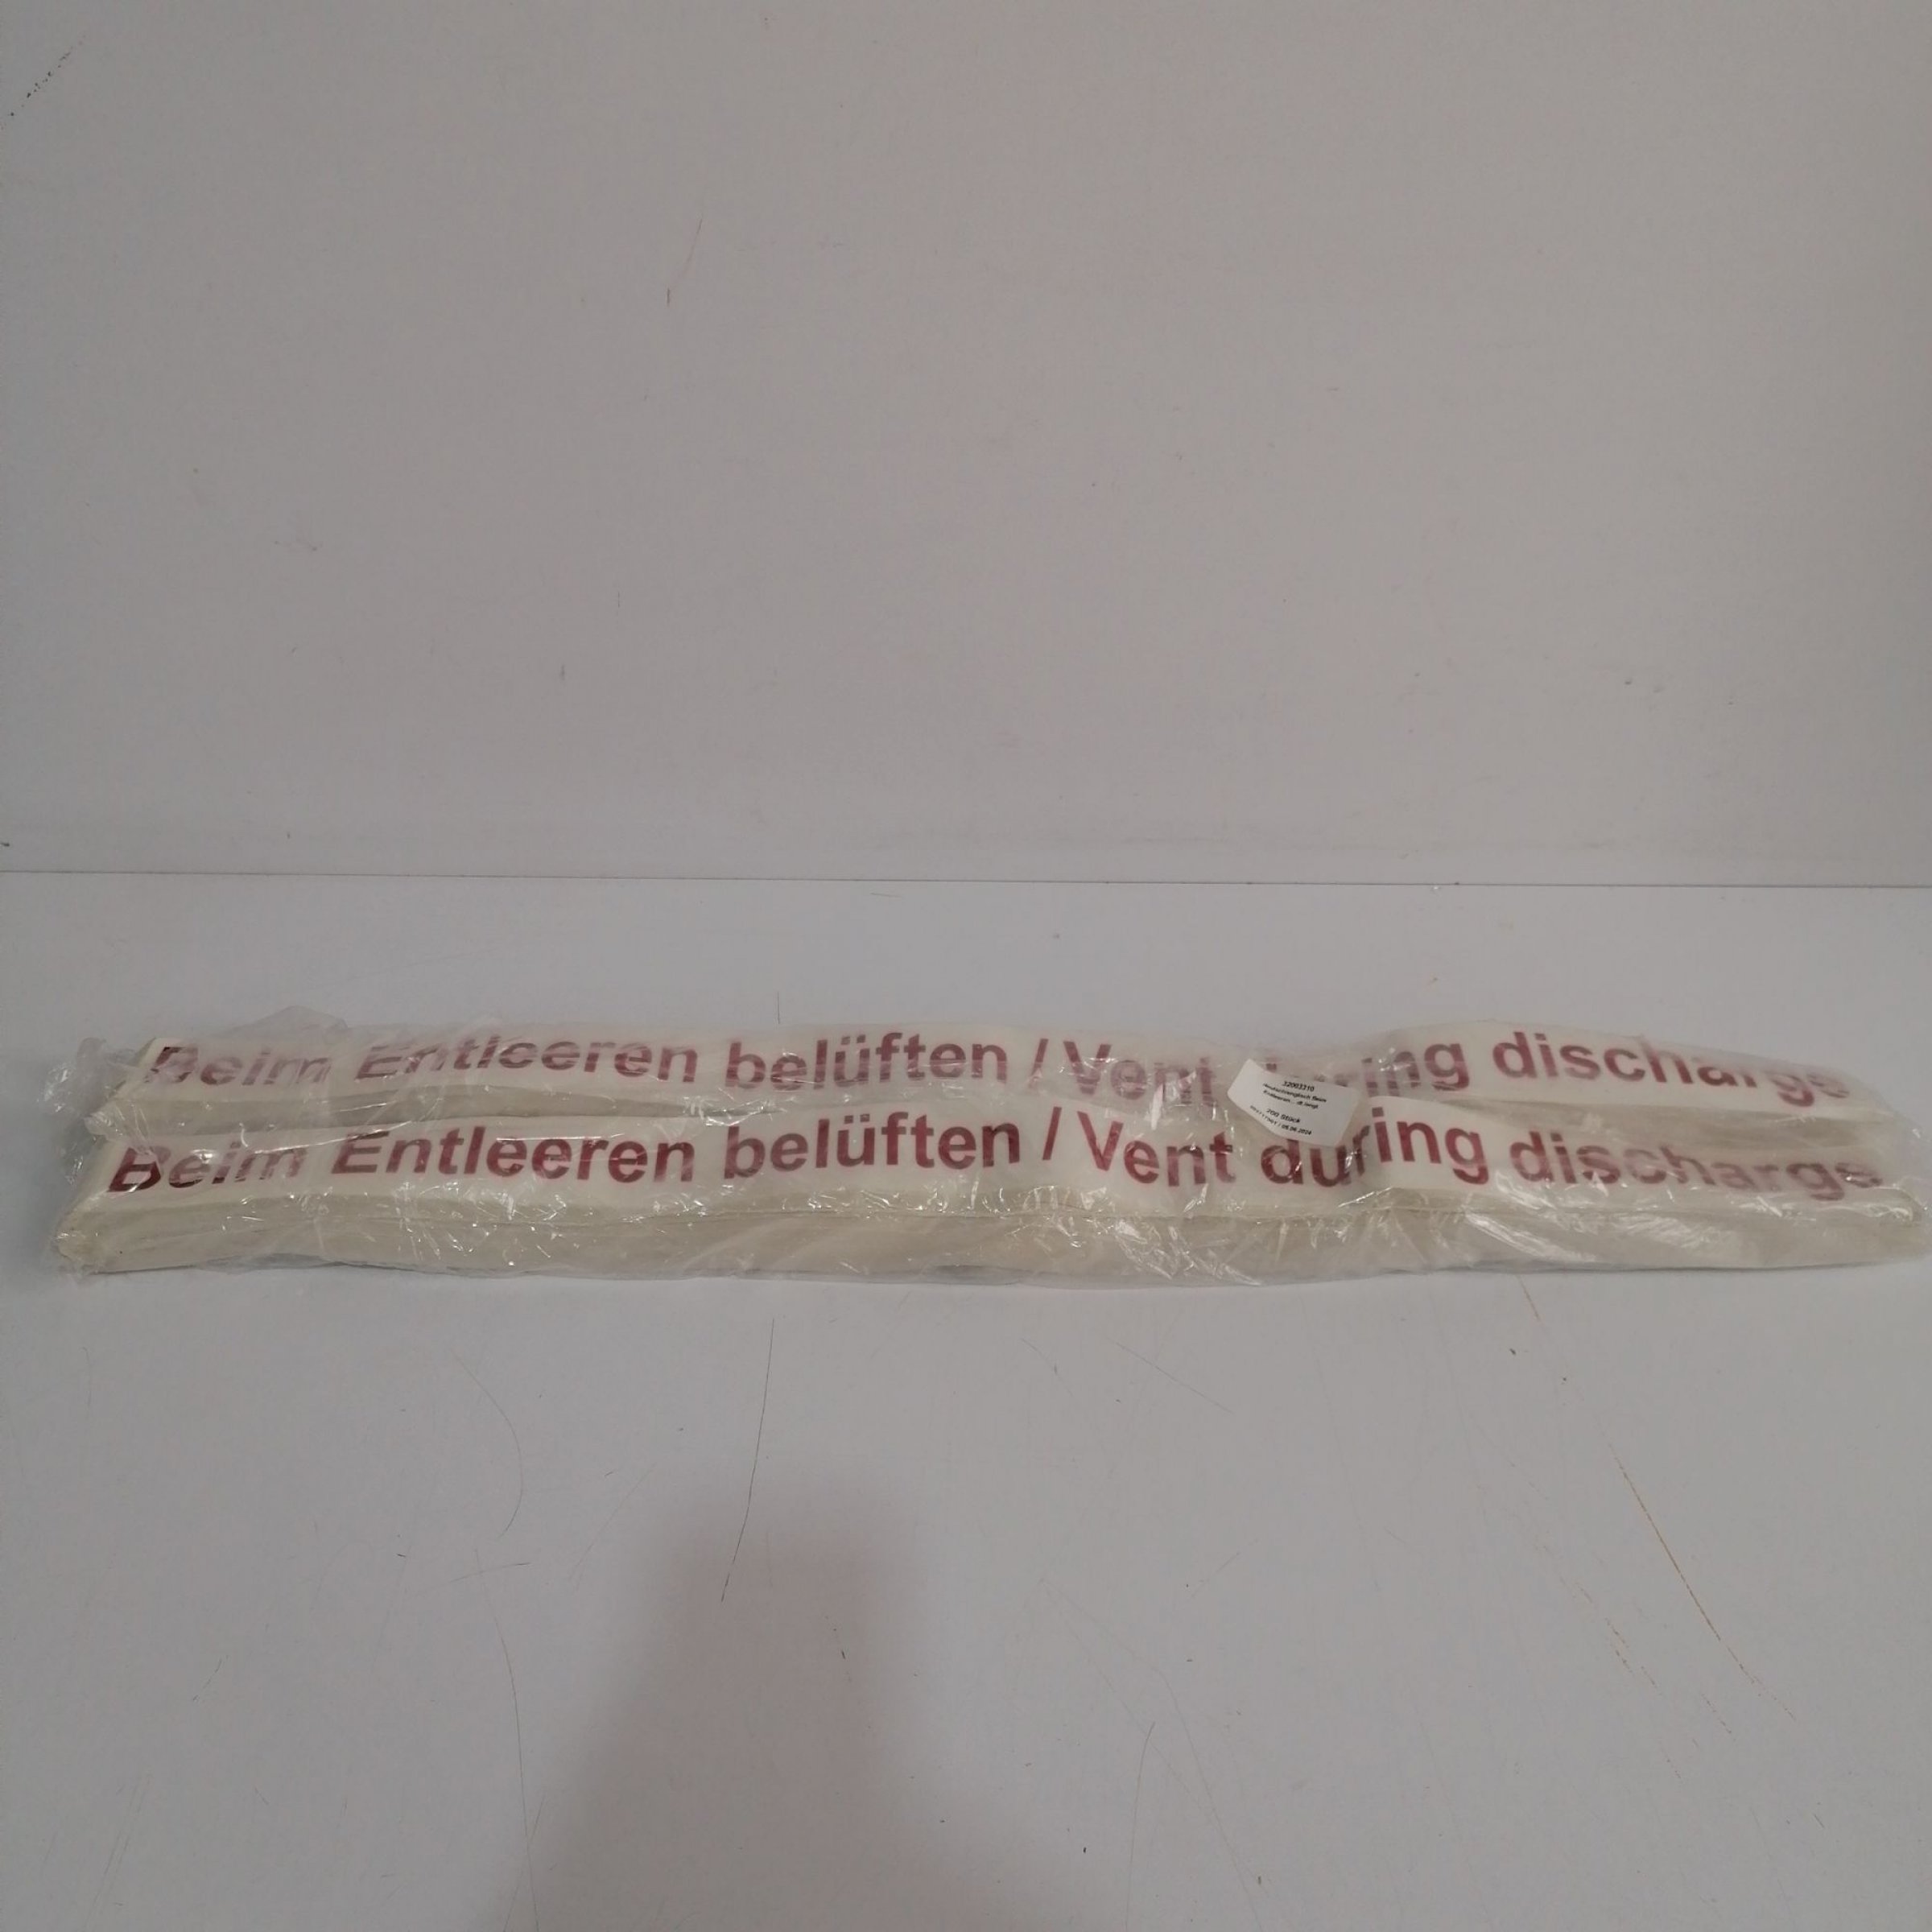 Beim Entleeren belüften / Vent during discharge
32003310
200 Stück
Beim Entleeren belüften / Vent during discharge